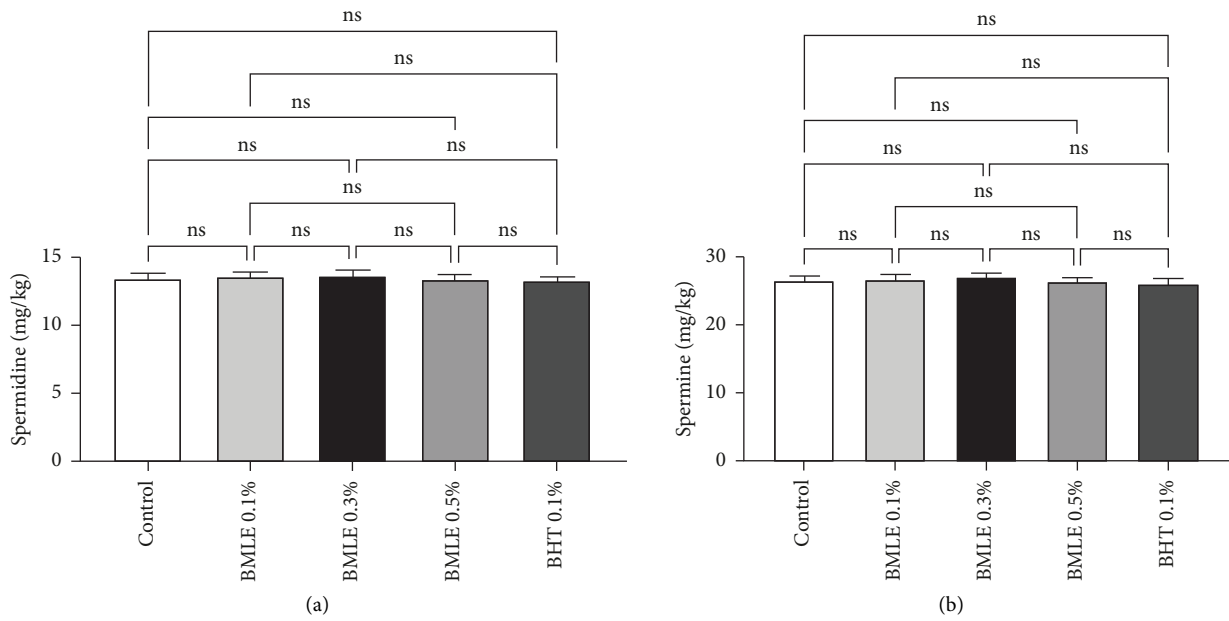 ns
ns
ns
ns ns
ns
ns ns ns ns
Spermidine (mg/kg)
15
10
5
0
Control
BMLE 0.1%
BMLE 0.3%
BMLE 0.5%
BHT 0.1%
(a)
ns
ns
ns
ns ns
ns
ns ns ns ns
Spermine (mg/kg)
30
20
10
0
Control
BMLE 0.1%
BMLE 0.3%
BMLE 0.5%
BHT 0.1%
(b)